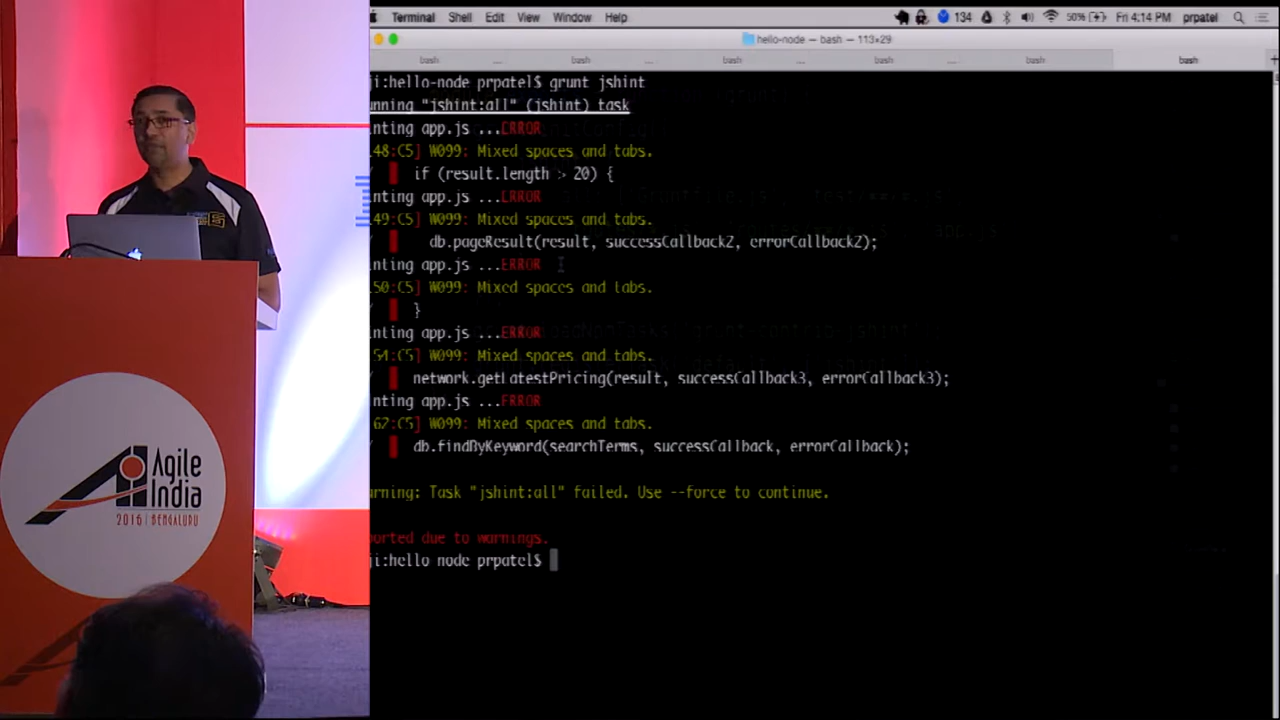 Terminal Shell Edit View Window Help 134 50% Fri 4:14 PM prpatel
hello-node — bash — 113×29
bash bash bash bash bash bash
ji:hello-node prpatel$ grunt jshint
unning "jshint:all" (jshint) task
nting app.js ...ERROR
48:C5] W099: Mixed spaces and tabs.
if (result.length > 20) {
nting app.js ...ERROR
49:C5] W099: Mixed spaces and tabs.
db.pageResult(result, successCallback2, errorCallback2);
nting app.js ...ERROR
50:C5] W099: Mixed spaces and tabs.
}
nting app.js ...ERROR
54:C5] W099: Mixed spaces and tabs.
network.getLatestPricing(result, successCallback3, errorCallback3);
nting app.js ...ERROR
62:C5] W099: Mixed spaces and tabs.
db.findByKeyword(searchTerms, successCallback, errorCallback);
arning: Task "jshint:all" failed. Use --force to continue.
orted due to warnings.
ji:hello node prpatel$
Agile
India
2016 | BENGALURU